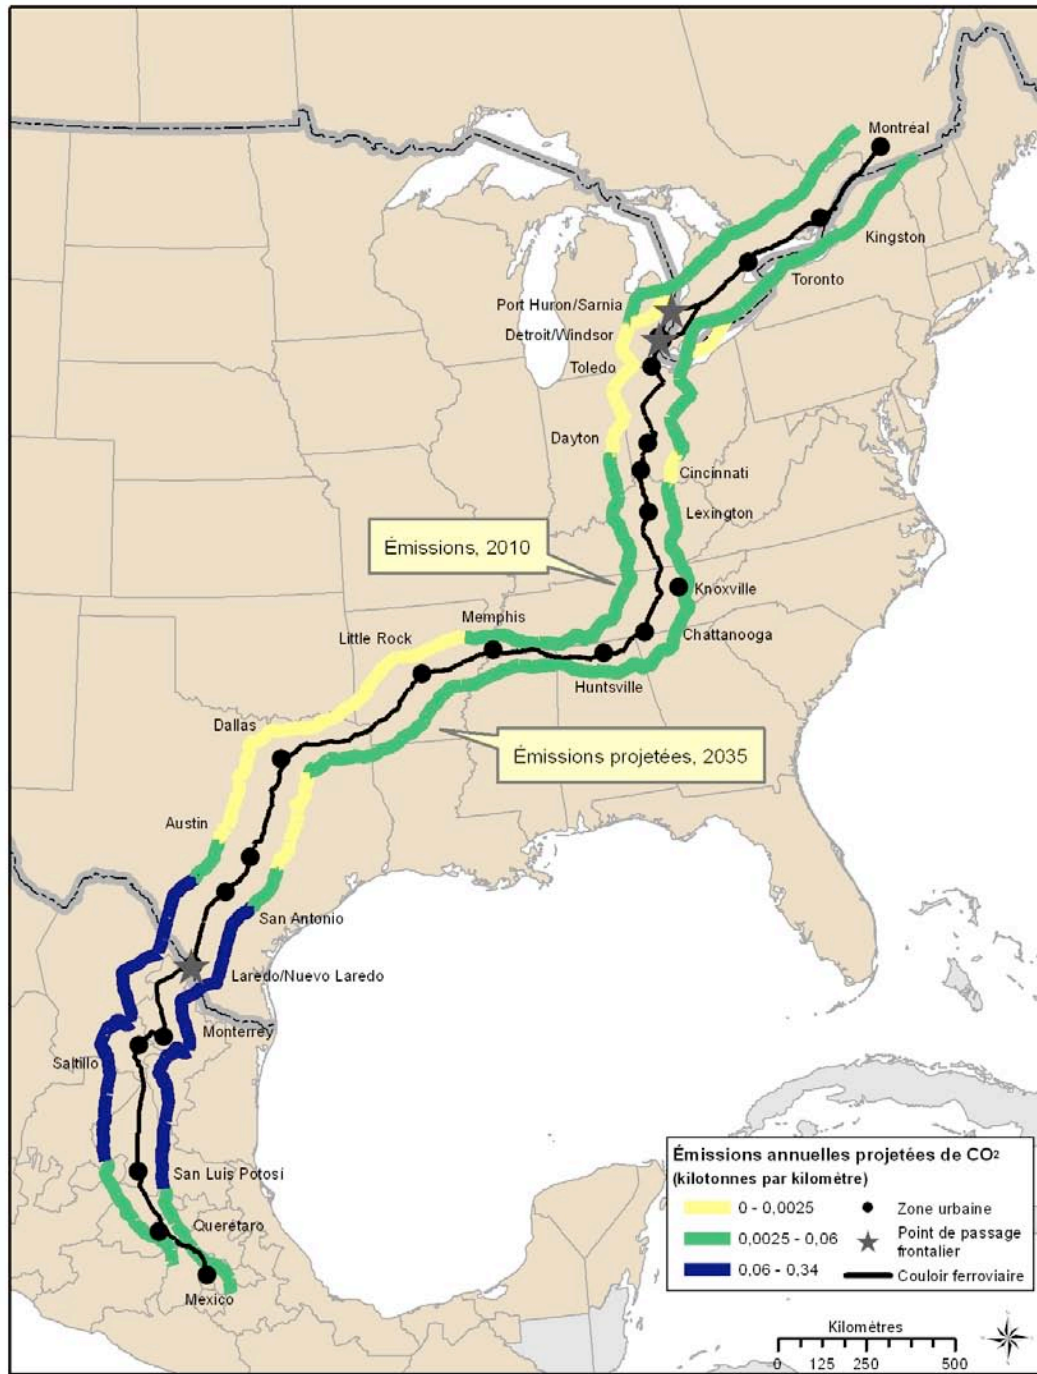 Montréal
Kingston
Toronto
Port Huron/Sarnia
Detroit/Windsor
Toledo
Dayton
Cincinnati
Lexington
Émissions, 2010
Knoxville
Memphis
Little Rock
Chattanooga
Huntsville
Dallas
Émissions projetées, 2035
Austin
San Antonio
Laredo/Nuevo Laredo
Monterrey
Saltillo
San Luis Potosí
Querétaro
Mexico
Émissions annuelles projetées de CO²
(kilotonnes par kilomètre)
0 - 0,0025
0,0025 - 0,06
0,06 - 0,34
Zone urbaine
Point de passage
frontalier
Couloir ferroviaire
Kilomètres
0 125 250 500